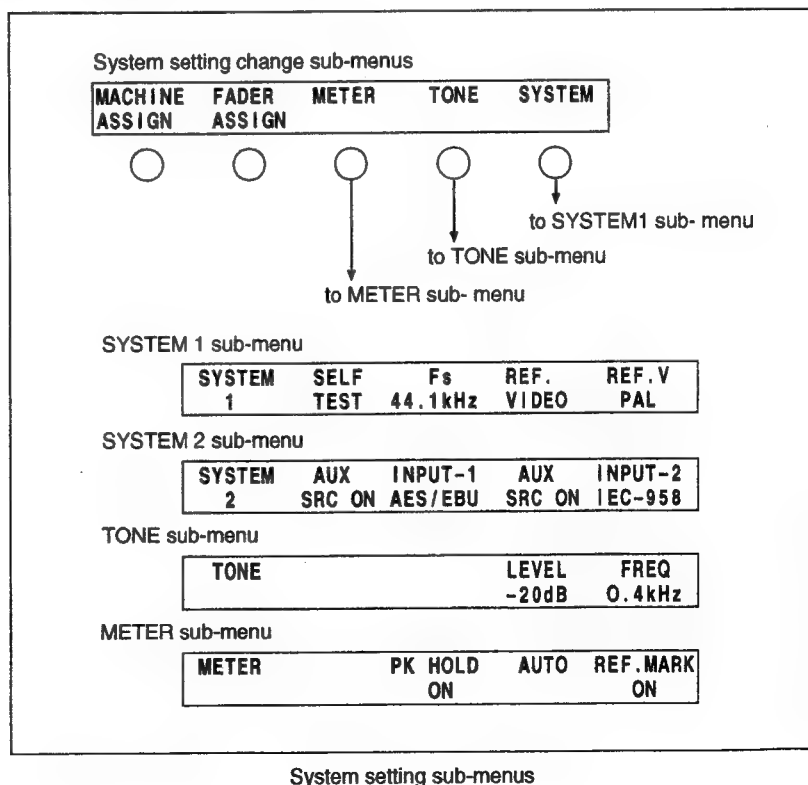 System setting change sub-menus
MACHINE FADER METER TONE SYSTEM
ASSIGN ASSIGN
to SYSTEM1 sub- menu
to TONE sub-menu
to METER sub- menu
SYSTEM 1 sub-menu
SYSTEM SELF Fs REF. REF.V
1 TEST 44.1kHz VIDEO PAL
SYSTEM 2 sub-menu
SYSTEM AUX INPUT-1 AUX INPUT-2
2 SRC ON AES/EBU SRC ON IEC-958
TONE sub-menu
TONE LEVEL FREQ
-20dB 0.4kHz
METER sub-menu
METER PK HOLD AUTO REF.MARK
ON ON
System setting sub-menus